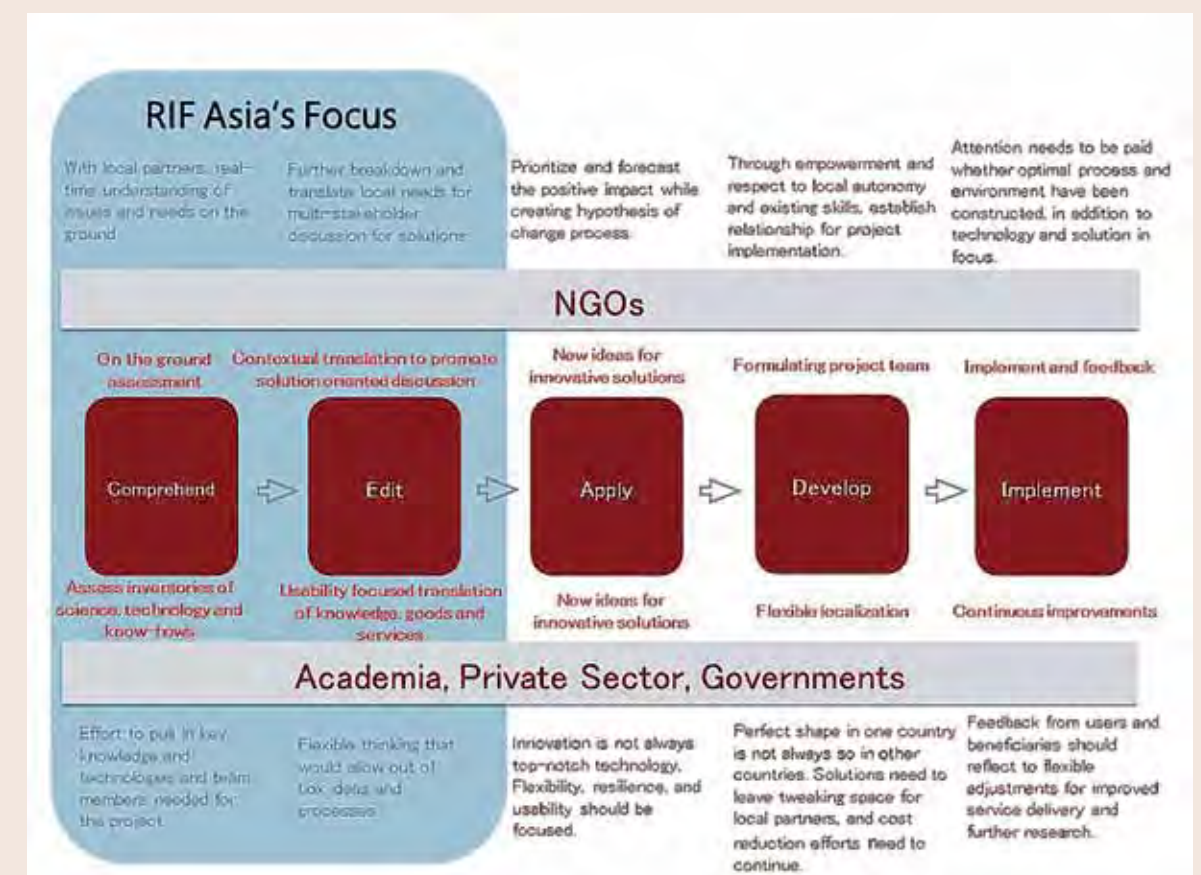 RIF Asia's Focus
With local partners, real-
time understanding of
issues and needs on the
ground
Further breakdown and
translate local needs for
multi-stakeholder
discussion for solutions
Prioritize and forecast
the positive impact while
creating hypothesis of
change process.
Through empowerment and
respect to local autonomy
and existing skills, establish
relationship for project
implementation.
Attention needs to be paid
whether optimal process and
environment have been
constructed, in addition to
technology and solution in
focus.
NGOs
On the ground
assessment
Contextual translation to promote
solution oriented discussion
New ideas for
innovative solutions
Formulating project team
Implement and feedback
Comprehend
Edit
Apply
Develop
Implement
Assess inventories of
science, technology and
know-hows
Usability focused translation
of knowledge, goods and
services
New ideas for
innovative solutions
Flexible localization
Continuous improvements
Academia, Private Sector, Governments
Effort to pull in key
knowledge and
technologies and team
members needed for
the project
Flexible thinking that
would allow out of
box ideas and
processes
Innovation is not always
top-notch technology.
Flexibility, resilience, and
usability should be
focused.
Perfect shape in one country
is not always so in other
countries. Solutions need to
leave tweaking space for
local partners, and cost
reduction efforts need to
continue.
Feedback from users and
beneficiaries should
reflect to flexible
adjustments for improved
service delivery and
further research.